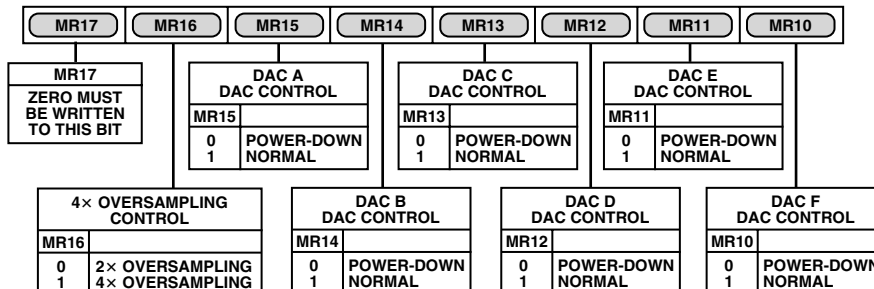 MR17 MR16 MR15 MR14 MR13 MR12 MR11 MR10
MR17
ZERO MUST
BE WRITTEN
TO THIS BIT
DAC A
DAC CONTROL
MR15
0 POWER-DOWN
1 NORMAL
DAC C
DAC CONTROL
MR13
0 POWER-DOWN
1 NORMAL
DAC E
DAC CONTROL
MR11
0 POWER-DOWN
1 NORMAL
4× OVERSAMPLING
CONTROL
MR16
0 2× OVERSAMPLING
1 4× OVERSAMPLING
DAC B
DAC CONTROL
MR14
0 POWER-DOWN
1 NORMAL
DAC D
DAC CONTROL
MR12
0 POWER-DOWN
1 NORMAL
DAC F
DAC CONTROL
MR10
0 POWER-DOWN
1 NORMAL